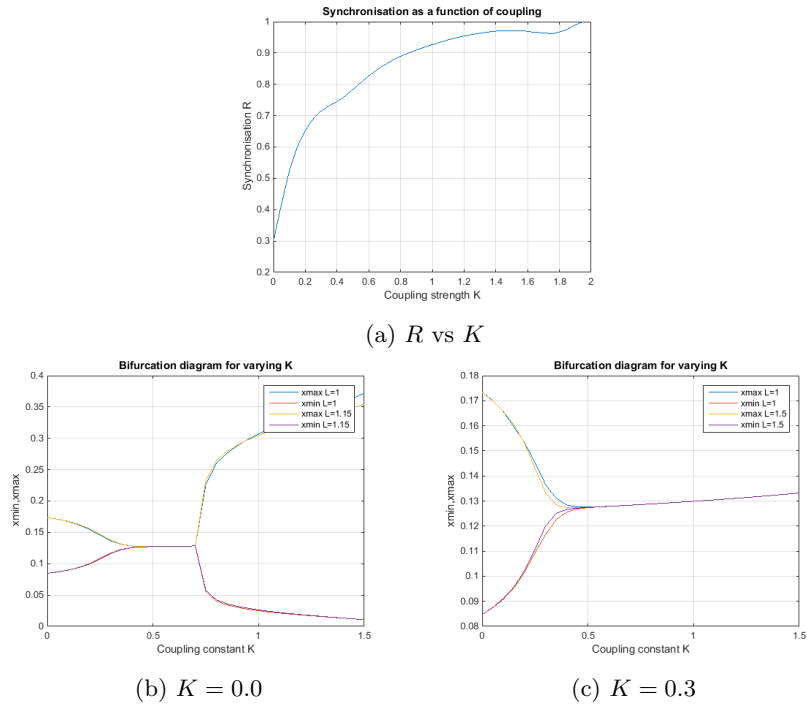 Synchronisation as a function of coupling
1
0.9
0.8
0.7
0.6
0.5
0.4
0.3
0.2
Synchronisation R
0 0.2 0.4 0.6 0.8 1 1.2 1.4 1.6 1.8 2
Coupling strength K
(a) R vs K
Bifurcation diagram for varying K
0.4
0.35
0.3
0.25
0.2
0.15
0.1
0.05
0
xmin,xmax
xmax L=1
xmin L=1
xmax L=1.15
xmin L=1.15
0 0.5 1 1.5
Coupling constant K
(b) K = 0.0
Bifurcation diagram for varying K
0.18
0.17
0.16
0.15
0.14
0.13
0.12
0.11
0.1
0.09
0.08
xmin,xmax
xmax L=1
xmin L=1
xmax L=1.5
xmin L=1.5
0 0.5 1 1.5
Coupling constant K
(c) K = 0.3